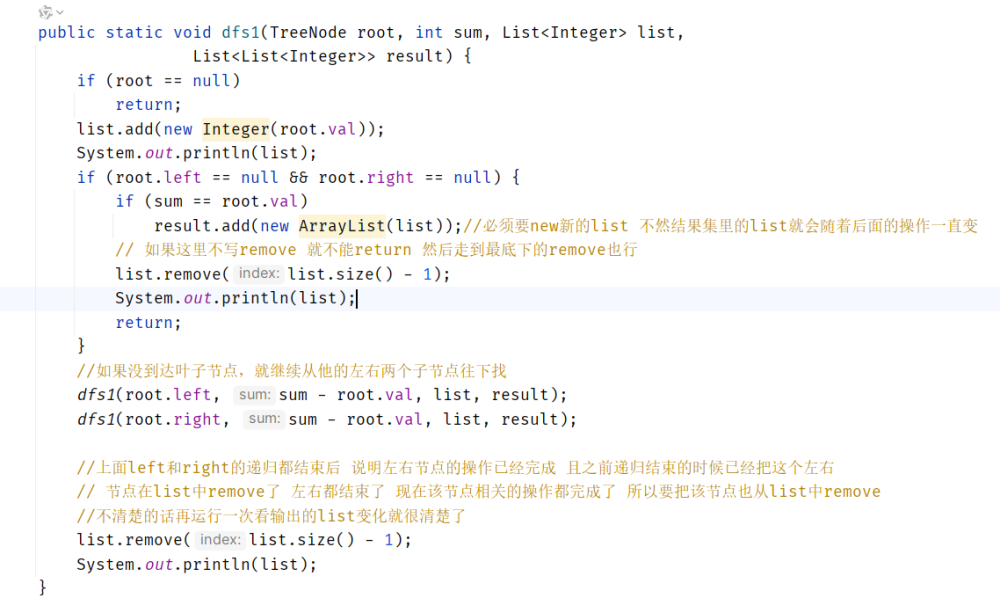 public static void dfs1(TreeNode root, int sum, List<Integer> list,
List<List<Integer>> result) {
if (root == null)
return;
list.add(new Integer(root.val));
System.out.println(list);
if (root.left == null && root.right == null) {
if (sum == root.val)
result.add(new ArrayList(list));//必须要new新的list 不然结果集里的list就会随着后面的操作一直变
// 如果这里不写remove 就不能return 然后走到最底下的remove也行
list.remove( index: list.size() - 1);
System.out.println(list);
return;
}
//如果没到达叶子节点，就继续从他的左右两个子节点往下找
dfs1(root.left, sum: sum - root.val, list, result);
dfs1(root.right, sum: sum - root.val, list, result);
//上面left和right的递归都结束后 说明左右节点的操作已经完成 且之前递归结束的时候已经把这个左右
// 节点在list中remove了 左右都结束了 现在该节点相关的操作都完成了 所以要把该节点也从list中remove
//不清楚的话再运行一次看输出的list变化就很清楚了
list.remove( index: list.size() - 1);
System.out.println(list);
}